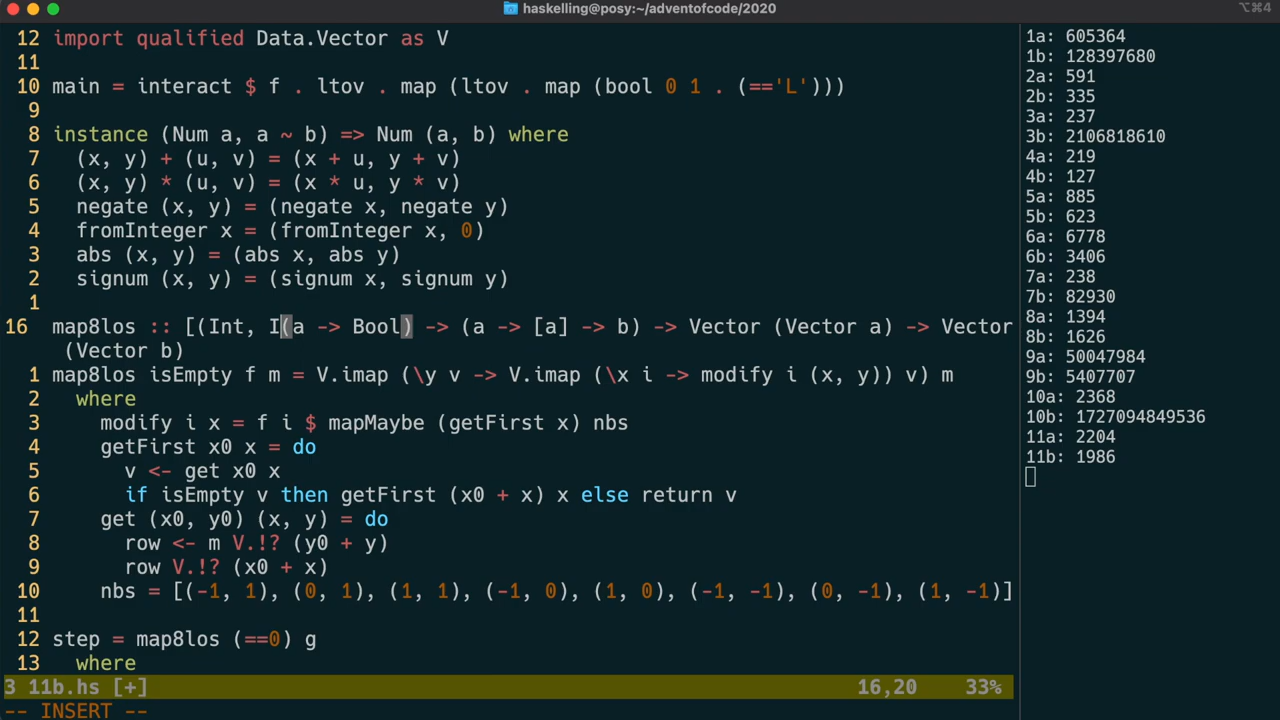 haskelling@posy:~/adventofcode/2020
⌥⌘4
12 import qualified Data.Vector as V
11
10 main = interact $ f . ltov . map (ltov . map (bool 0 1 . (=='L')))
9
8 instance (Num a, a ~ b) => Num (a, b) where
7   (x, y) + (u, v) = (x + u, y + v)
6   (x, y) * (u, v) = (x * u, y * v)
5   negate (x, y) = (negate x, negate y)
4   fromInteger x = (fromInteger x, 0)
3   abs (x, y) = (abs x, abs y)
2   signum (x, y) = (signum x, signum y)
1
16 map8los :: [(Int, I(a -> Bool) -> (a -> [a] -> b) -> Vector (Vector a) -> Vector
(Vector b)
1 map8los isEmpty f m = V.imap (\y v -> V.imap (\x i -> modify i (x, y)) v) m
2   where
3     modify i x = f i $ mapMaybe (getFirst x) nbs
4     getFirst x0 x = do
5       v <- get x0 x
6       if isEmpty v then getFirst (x0 + x) x else return v
7     get (x0, y0) (x, y) = do
8       row <- m V.!? (y0 + y)
9       row V.!? (x0 + x)
10     nbs = [(-1, 1), (0, 1), (1, 1), (-1, 0), (1, 0), (-1, -1), (0, -1), (1, -1)]
11
12 step = map8los (==0) g
13   where
3 11b.hs [+] 16,20 33%
-- INSERT --
1a: 605364
1b: 128397680
2a: 591
2b: 335
3a: 237
3b: 2106818610
4a: 219
4b: 127
5a: 885
5b: 623
6a: 6778
6b: 3406
7a: 238
7b: 82930
8a: 1394
8b: 1626
9a: 50047984
9b: 5407707
10a: 2368
10b: 1727094849536
11a: 2204
11b: 1986